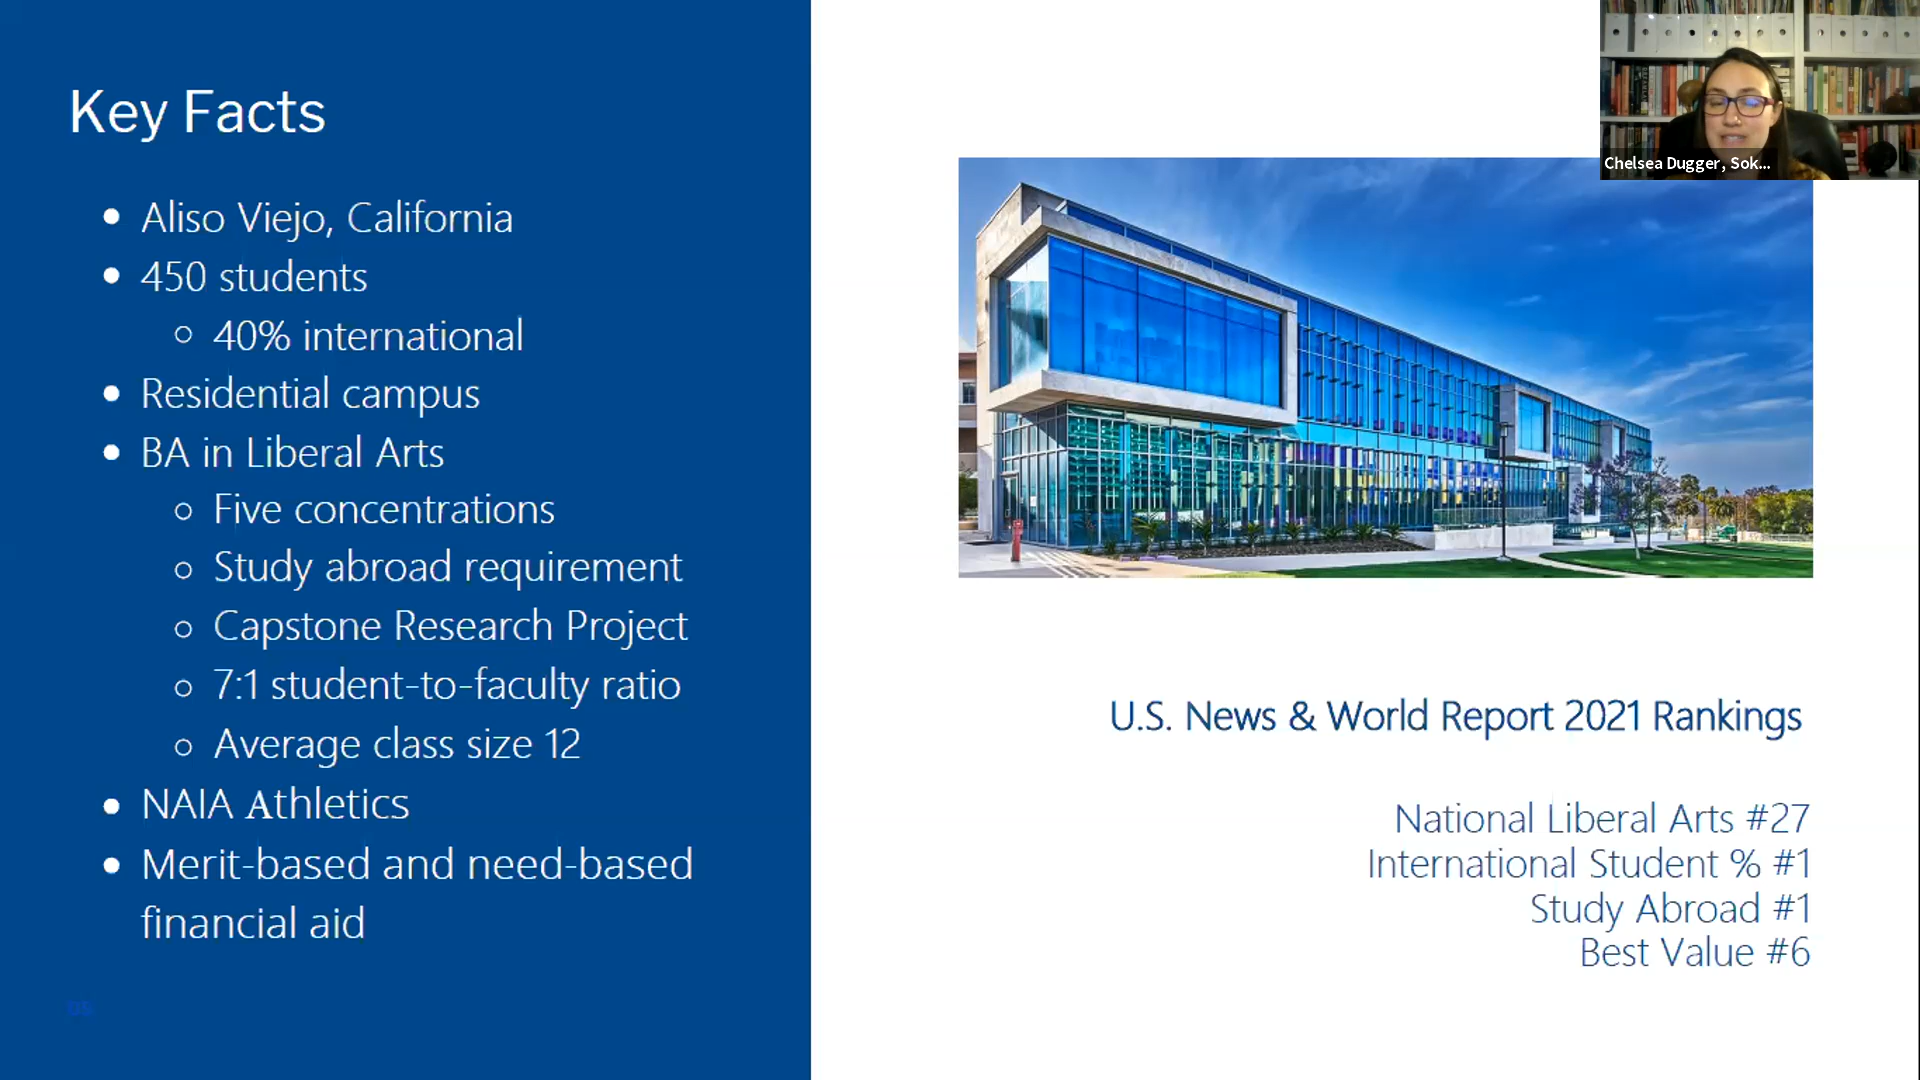 Key Facts
Aliso Viejo, California
450 students
40% international
Residential campus
BA in Liberal Arts
Five concentrations
Study abroad requirement
Capstone Research Project
7:1 student-to-faculty ratio
Average class size 12
NAIA Athletics
Merit-based and need-based
financial aid
Chelsea Dugger, Sok...
U.S. News & World Report 2021 Rankings
National Liberal Arts #27
International Student % #1
Study Abroad #1
Best Value #6